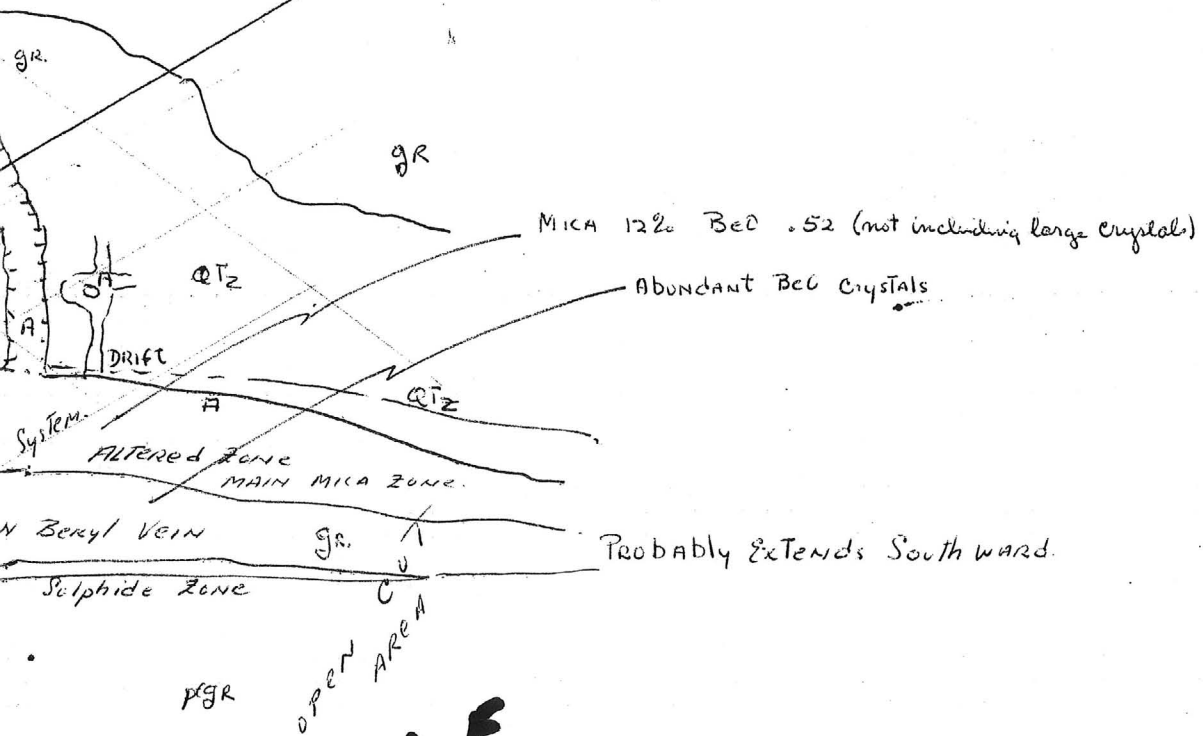 gR.
gR
MICA 12% BeO .52 (not including large crystals)
QTZ
A
Abundant BeO Crystals
A
DRift
QTZ
A
System.
Altered Zone
MAIN MICA ZONE.
N Beryl Vein
gR.
Probably Extends Southward.
Sulphide Zone
C
U
OPeN AReA
pegR